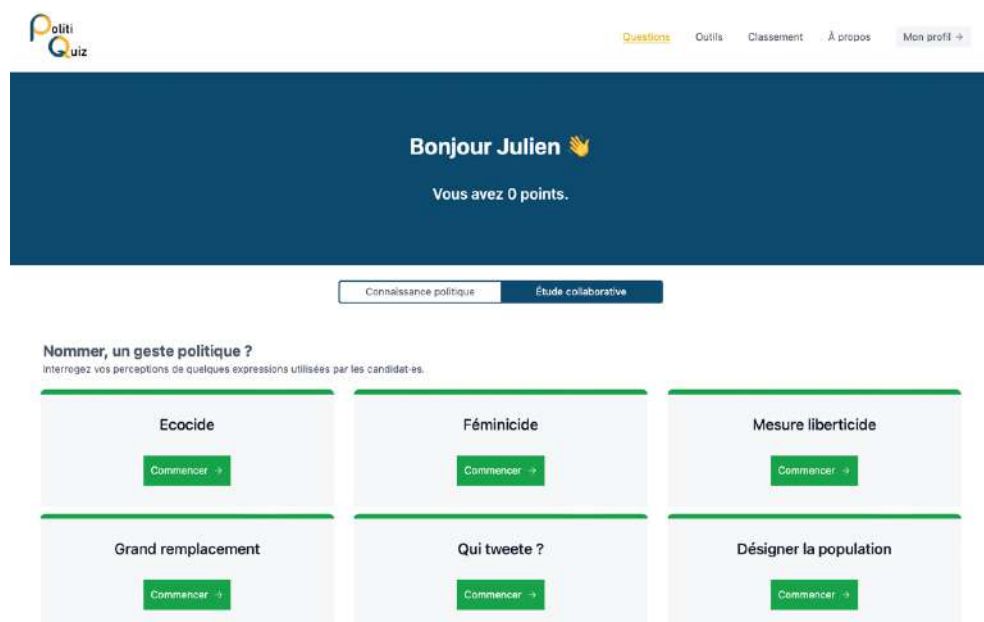 Politi
Quiz
Questions Outils Classement À propos Mon profil →
Bonjour Julien 👋
Vous avez 0 points.
Connaissance politique Étude collaborative
Nommer, un geste politique ?
Interrogez vos perceptions de quelques expressions utilisées par les candidat·es.
Ecocide Féminicide Mesure liberticide
Commencer → Commencer → Commencer →
Grand remplacement Qui tweete ? Désigner la population
Commencer → Commencer → Commencer →